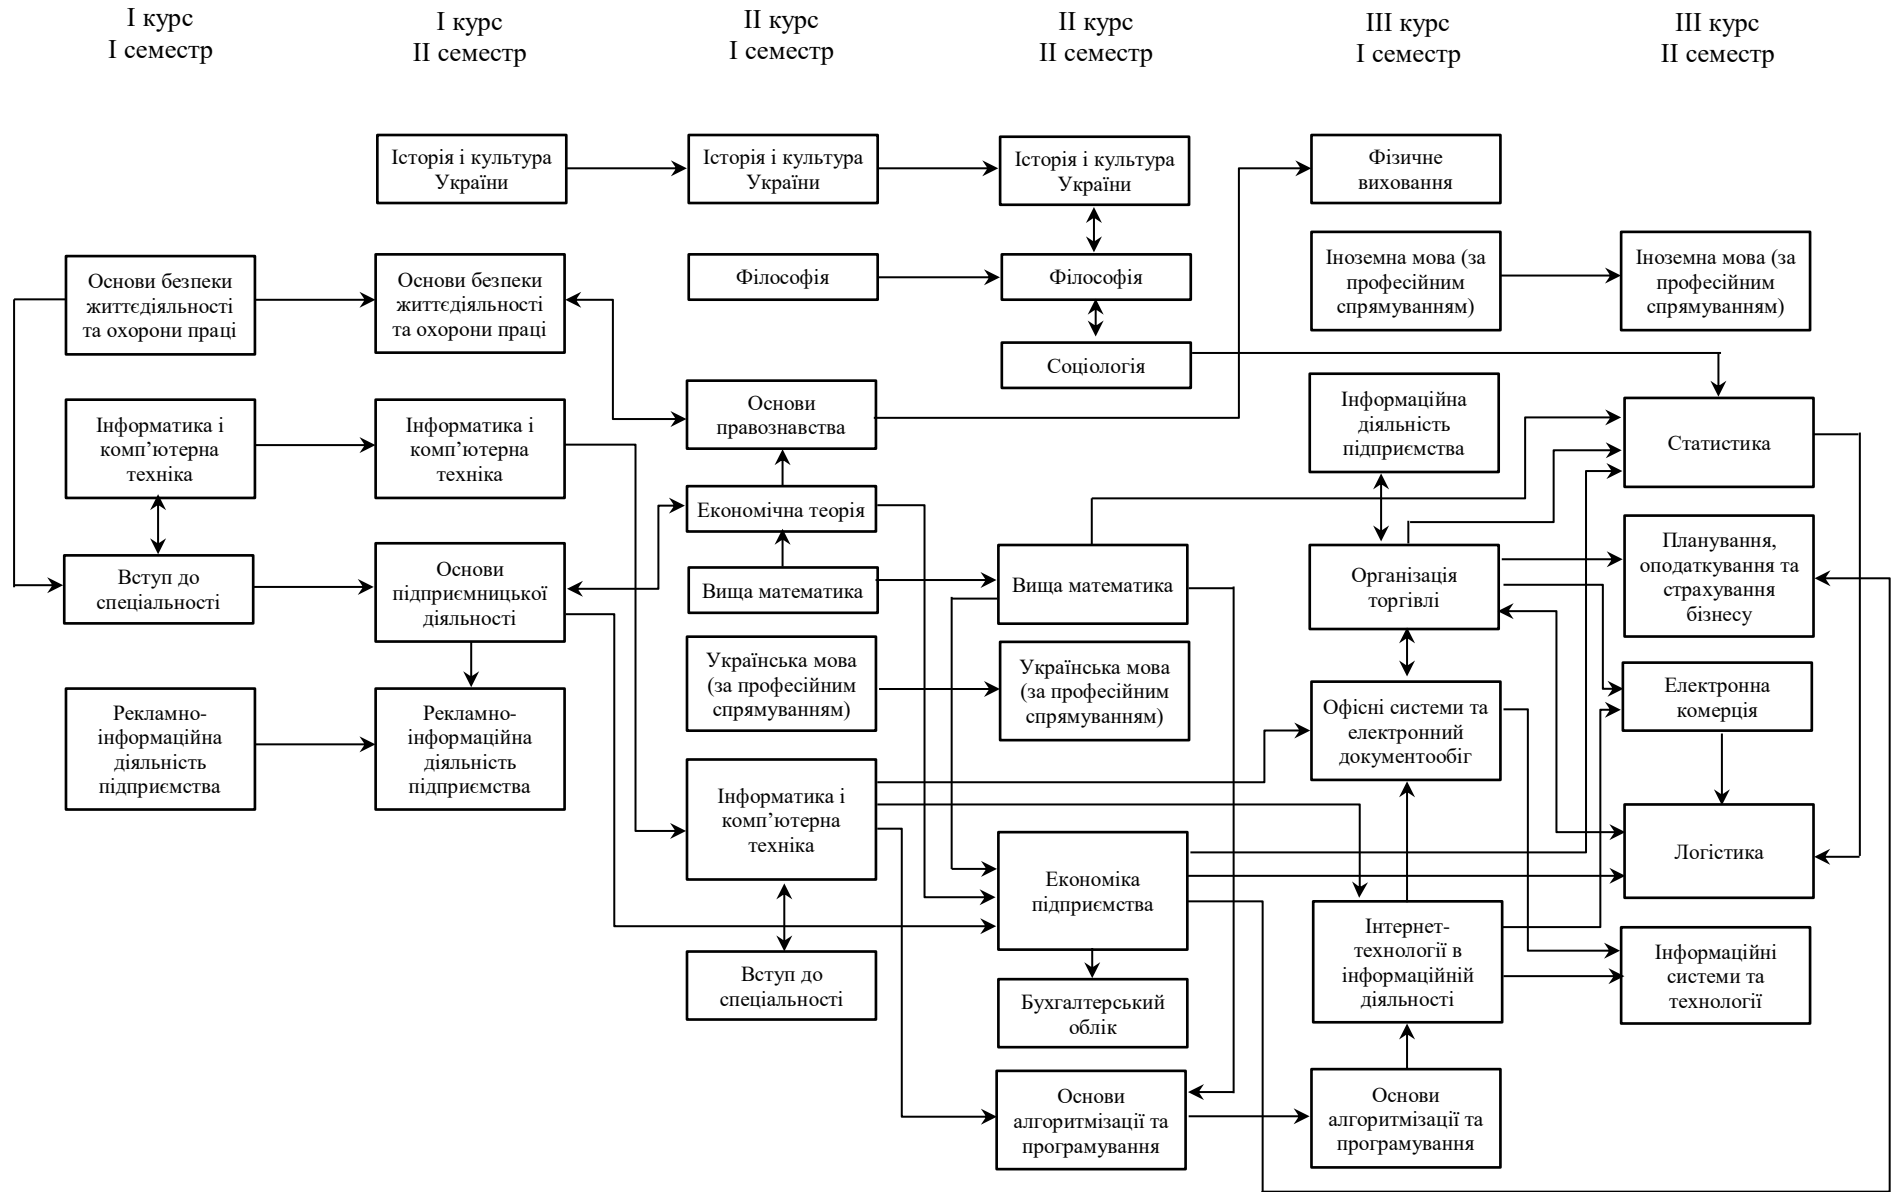 І курс
І семестр
І курс
ІІ семестр
ІІ курс
І семестр
ІІ курс
ІІ семестр
ІІІ курс
І семестр
ІІІ курс
ІІ семестр
Історія і культура
України
Історія і культура
України
Історія і культура
України
Фізичне
виховання
Основи безпеки
життєдіяльності
та охорони праці
Основи безпеки
життєдіяльності
та охорони праці
Філософія
Філософія
Іноземна мова (за
професійним
спрямуванням)
Іноземна мова (за
професійним
спрямуванням)
Соціологія
Інформатика і
комп’ютерна
техніка
Інформатика і
комп’ютерна
техніка
Основи
правознавства
Інформаційна
діяльність
підприємства
Статистика
Економічна теорія
Вступ до
спеціальності
Основи
підприємницької
діяльності
Вища математика
Вища математика
Організація
торгівлі
Планування,
оподаткування та
страхування
бізнесу
Українська мова
(за професійним
спрямуванням)
Українська мова
(за професійним
спрямуванням)
Рекламно-
інформаційна
діяльність
підприємства
Рекламно-
інформаційна
діяльність
підприємства
Офісні системи та
електронний
документообіг
Електронна
комерція
Інформатика і
комп’ютерна
техніка
Економіка
підприємства
Логістика
Вступ до
спеціальності
Бухгалтерський
облік
Інтернет-
технології в
інформаційній
діяльності
Інформаційні
системи та
технології
Основи
алгоритмізації та
програмування
Основи
алгоритмізації та
програмування